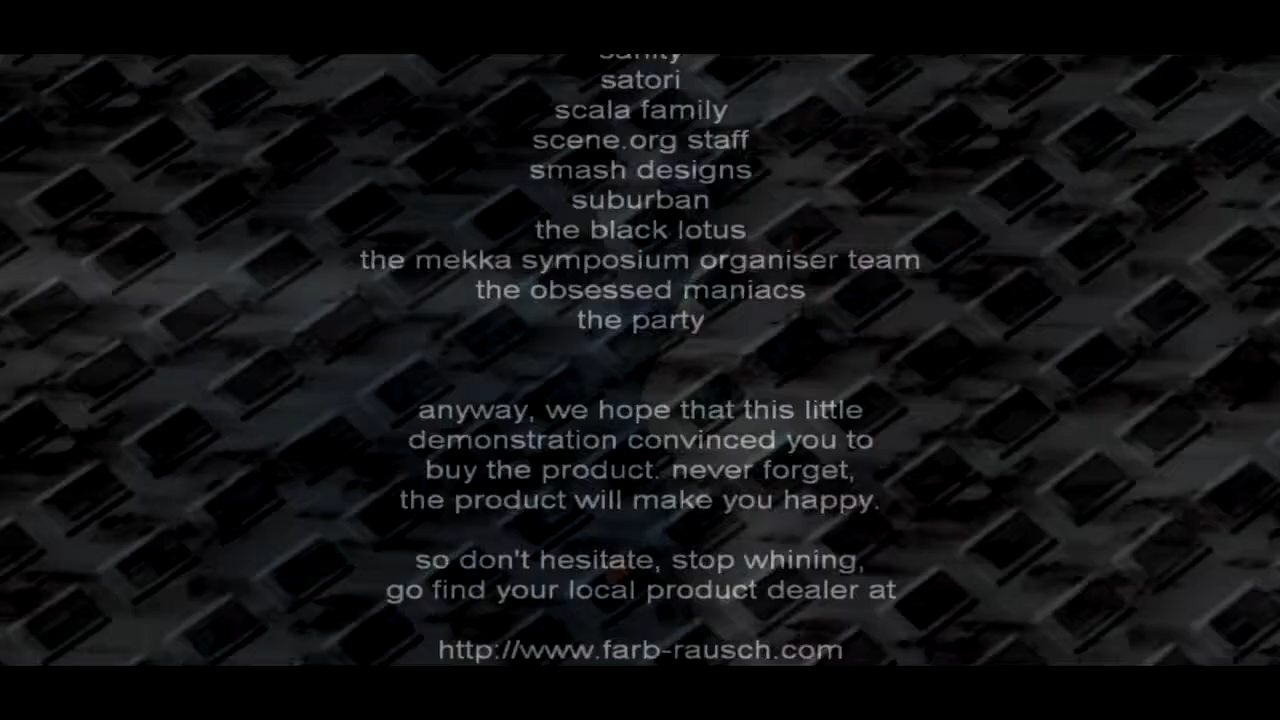 sanity
satori
scala family
scene.org staff
smash designs
suburban
the black lotus
the mekka symposium organiser team
the obsessed maniacs
the party
anyway, we hope that this little
demonstration convinced you to
buy the product. never forget,
the product will make you happy.
so don't hesitate, stop whining,
go find your local product dealer at
http://www.farb-rausch.com